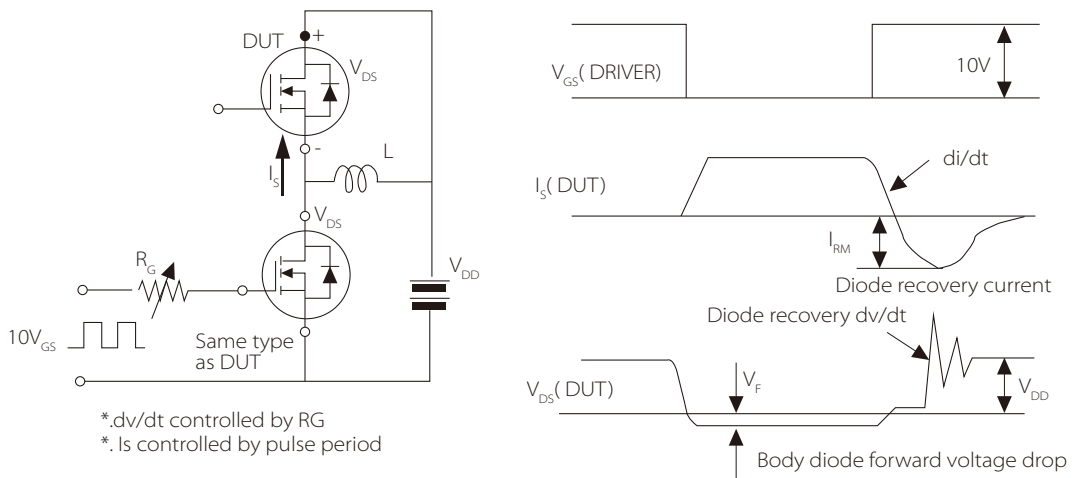 DUT
+
V_DS
-
I_S
L
V_DS
R_G
V_DD
10V_GS
Same type
as DUT
*.dv/dt controlled by RG
*. Is controlled by pulse period
V_GS( DRIVER)
10V
di/dt
I_S( DUT)
I_RM
Diode recovery current
Diode recovery dv/dt
V_F
V_DS( DUT)
V_DD
Body diode forward voltage drop